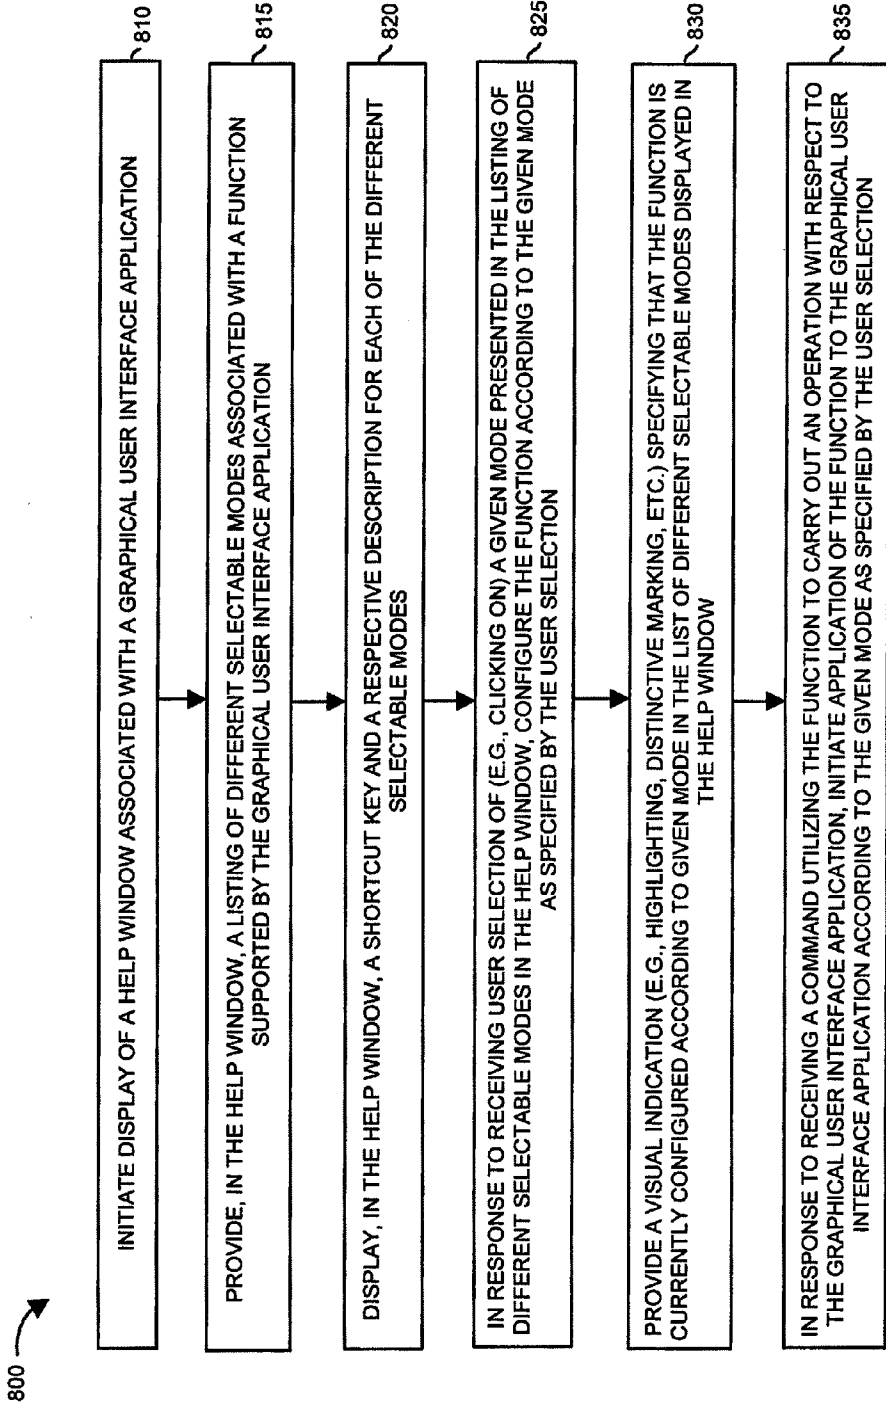 800
INITIATE DISPLAY OF A HELP WINDOW ASSOCIATED WITH A GRAPHICAL USER INTERFACE APPLICATION
810
PROVIDE, IN THE HELP WINDOW, A LISTING OF DIFFERENT SELECTABLE MODES ASSOCIATED WITH A FUNCTION
SUPPORTED BY THE GRAPHICAL USER INTERFACE APPLICATION
815
DISPLAY, IN THE HELP WINDOW, A SHORTCUT KEY AND A RESPECTIVE DESCRIPTION FOR EACH OF THE DIFFERENT
SELECTABLE MODES
820
IN RESPONSE TO RECEIVING USER SELECTION OF (E.G., CLICKING ON) A GIVEN MODE PRESENTED IN THE LISTING OF
DIFFERENT SELECTABLE MODES IN THE HELP WINDOW, CONFIGURE THE FUNCTION ACCORDING TO THE GIVEN MODE
AS SPECIFIED BY THE USER SELECTION
825
PROVIDE A VISUAL INDICATION (E.G., HIGHLIGHTING, DISTINCTIVE MARKING, ETC.) SPECIFYING THAT THE FUNCTION IS
CURRENTLY CONFIGURED ACCORDING TO GIVEN MODE IN THE LIST OF DIFFERENT SELECTABLE MODES DISPLAYED IN
THE HELP WINDOW
830
IN RESPONSE TO RECEIVING A COMMAND UTILIZING THE FUNCTION TO CARRY OUT AN OPERATION WITH RESPECT TO
THE GRAPHICAL USER INTERFACE APPLICATION, INITIATE APPLICATION OF THE FUNCTION TO THE GRAPHICAL USER
INTERFACE APPLICATION ACCORDING TO THE GIVEN MODE AS SPECIFIED BY THE USER SELECTION
835